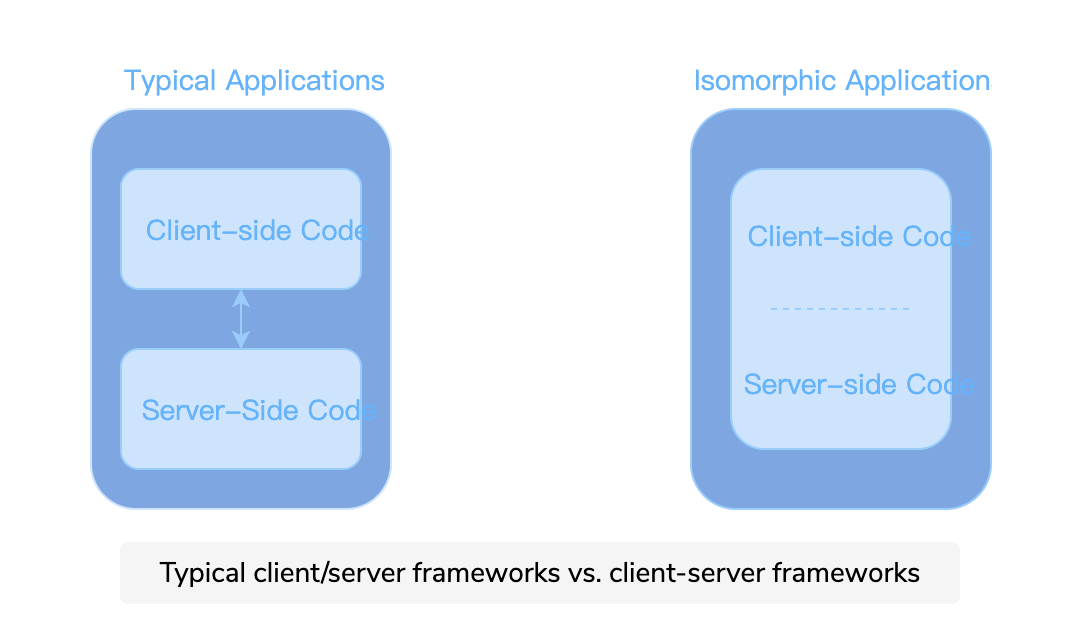 Typical Applications
Isomorphic Application
Client-side Code
Client-side Code
Server-Side Code
Server-side Code
Typical client/server frameworks vs. client-server frameworks